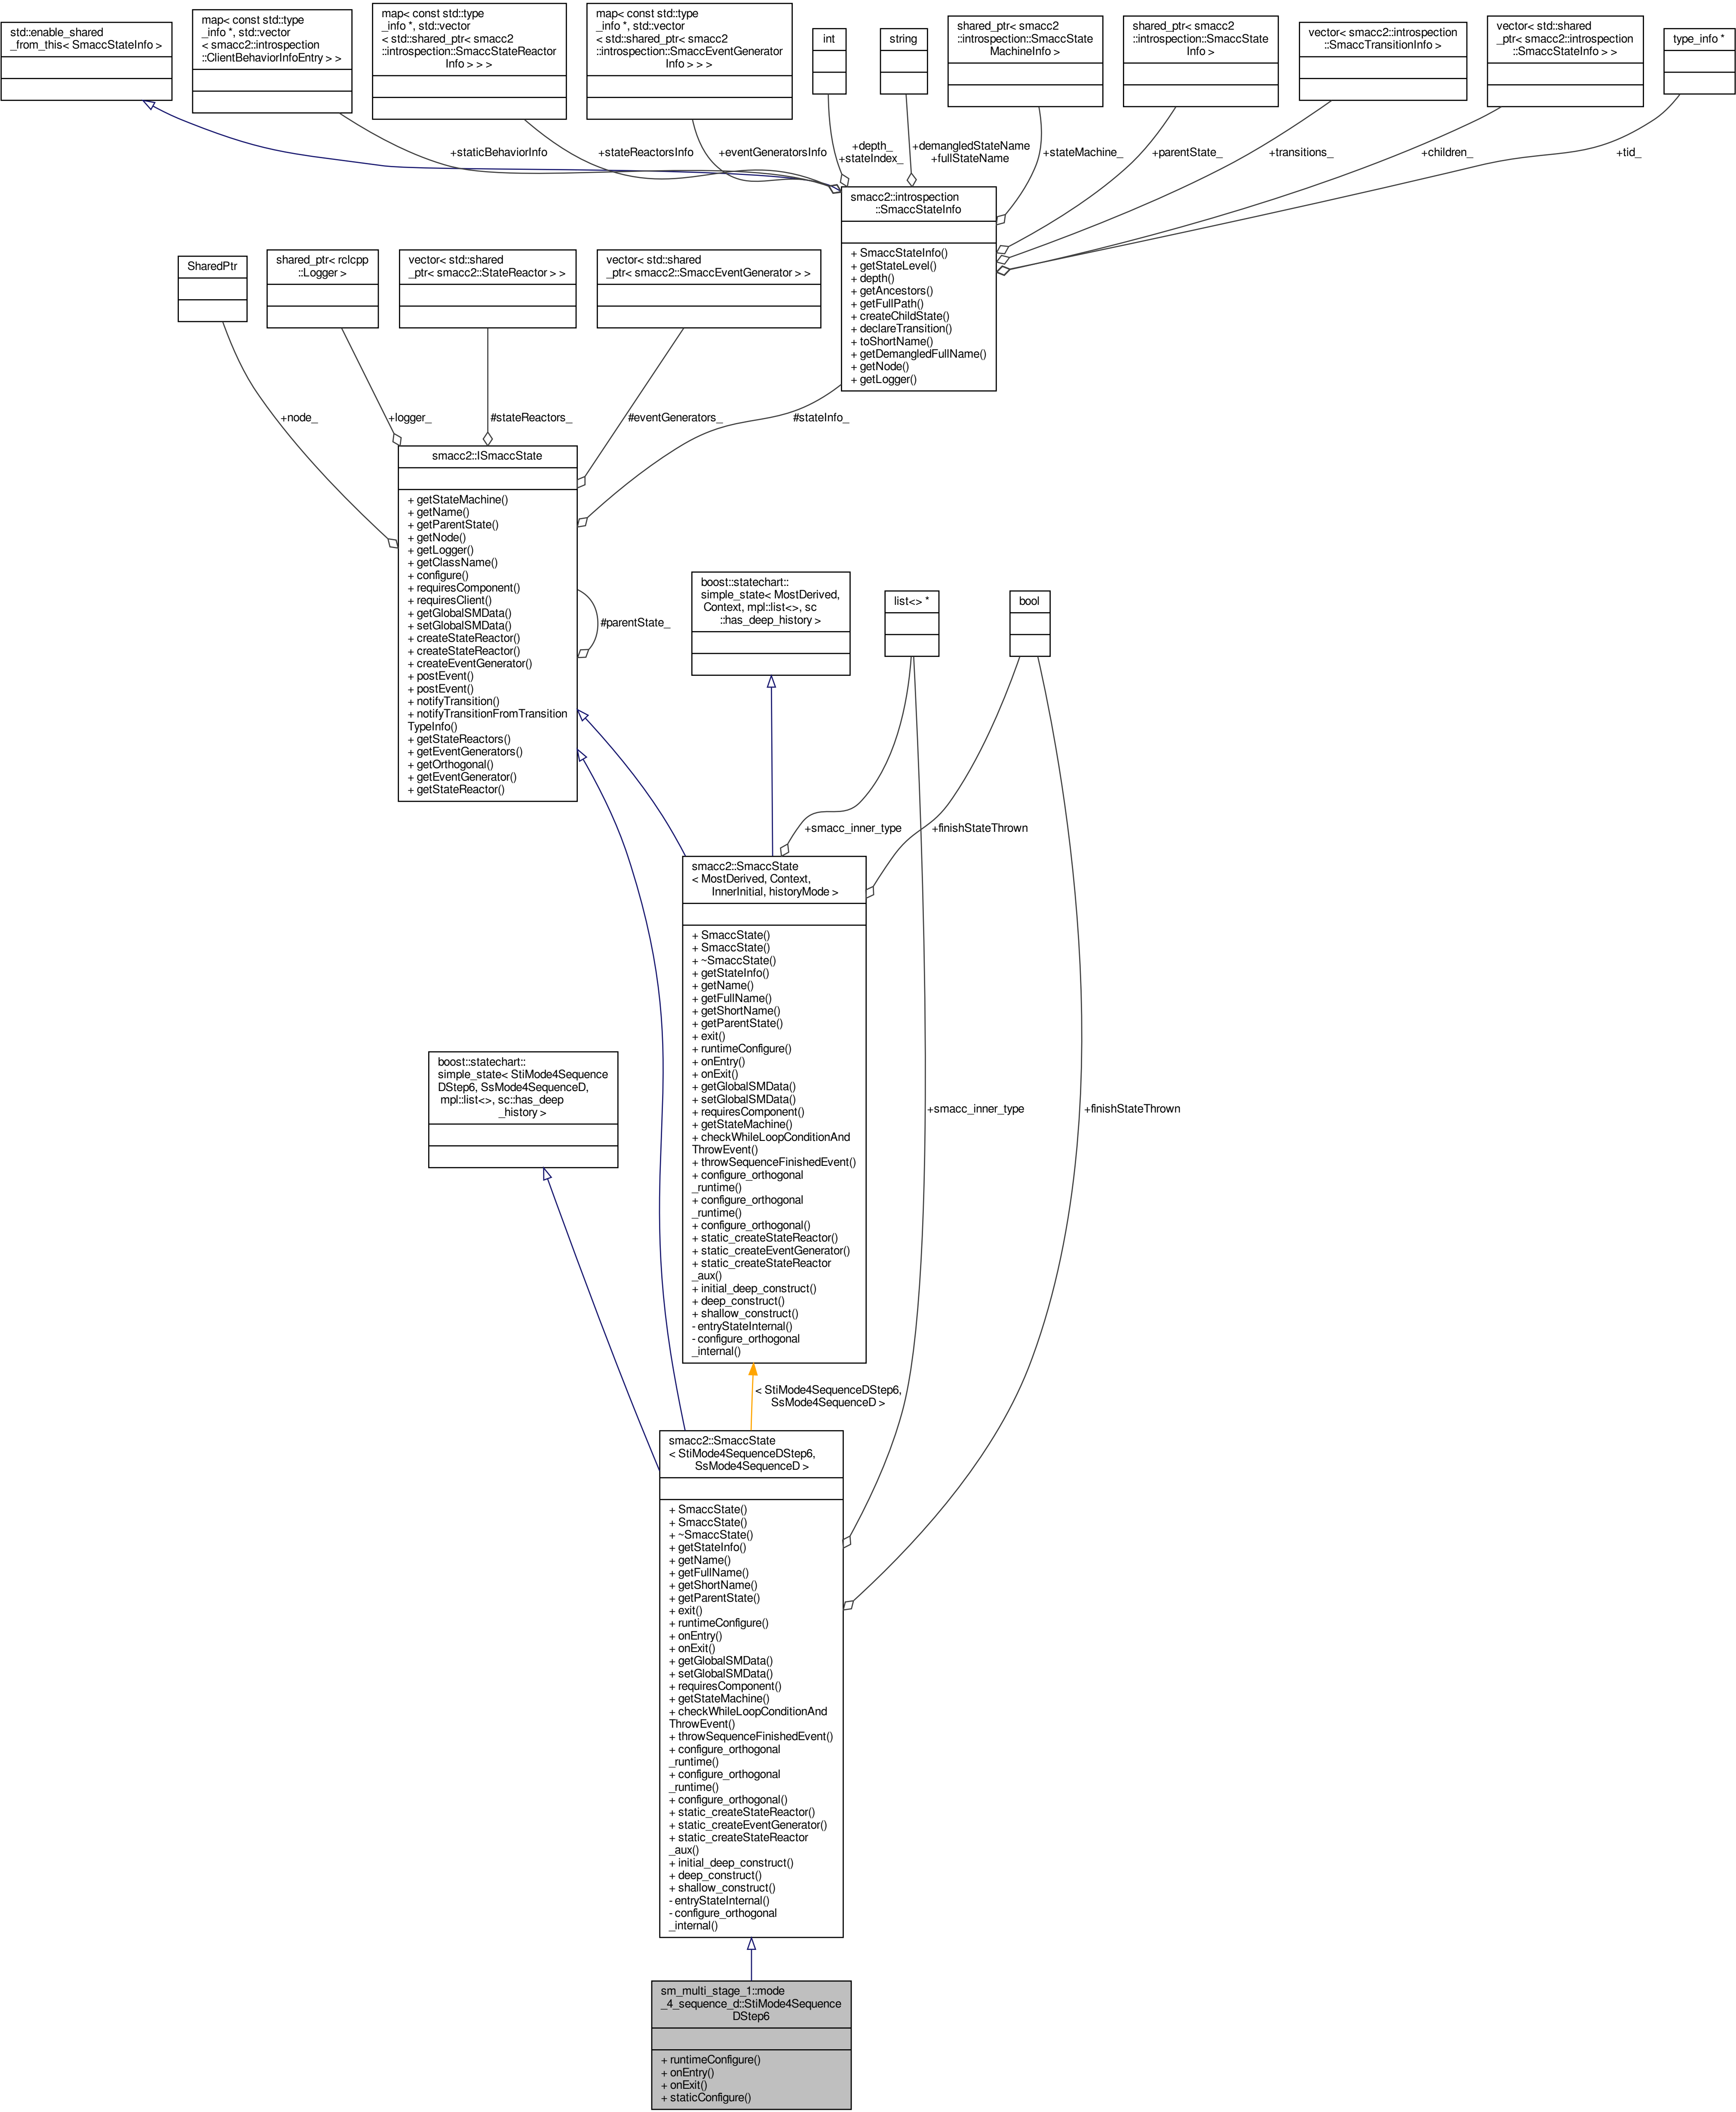 std::enable_shared
_from_this< SmaccStateInfo >
map< const std::type
_info *, std::vector
< smacc2::introspection
::ClientBehaviorInfoEntry > >
map< const std::type
_info *, std::vector
< std::shared_ptr< smacc2
::introspection::SmaccStateReactor
Info > > >
map< const std::type
_info *, std::vector
< std::shared_ptr< smacc2
::introspection::SmaccEventGenerator
Info > > >
int
string
shared_ptr< smacc2
::introspection::SmaccState
MachineInfo >
shared_ptr< smacc2
::introspection::SmaccState
Info >
vector< smacc2::introspection
::SmaccTransitionInfo >
vector< std::shared
_ptr< smacc2::introspection
::SmaccStateInfo > >
type_info *
+staticBehaviorInfo
+stateReactorsInfo
+eventGeneratorsInfo
+depth_
+stateIndex_
+demangledStateName
+fullStateName
+stateMachine_
+parentState_
+transitions_
+children_
+tid_
smacc2::introspection
::SmaccStateInfo
+ SmaccStateInfo()
+ getStateLevel()
+ depth()
+ getAncestors()
+ getFullPath()
+ createChildState()
+ declareTransition()
+ toShortName()
+ getDemangledFullName()
+ getNode()
+ getLogger()
SharedPtr
shared_ptr< rclcpp
::Logger >
vector< std::shared
_ptr< smacc2::StateReactor > >
vector< std::shared
_ptr< smacc2::SmaccEventGenerator > >
+node_
+logger_
#stateReactors_
#eventGenerators_
#stateInfo_
smacc2::ISmaccState
+ getStateMachine()
+ getName()
+ getParentState()
+ getNode()
+ getLogger()
+ getClassName()
+ configure()
+ requiresComponent()
+ requiresClient()
+ getGlobalSMData()
+ setGlobalSMData()
+ createStateReactor()
+ createStateReactor()
+ createEventGenerator()
+ postEvent()
+ postEvent()
+ notifyTransition()
+ notifyTransitionFromTransition
TypeInfo()
+ getStateReactors()
+ getEventGenerators()
+ getOrthogonal()
+ getEventGenerator()
+ getStateReactor()
#parentState_
boost::statechart::
simple_state< MostDerived,
Context, mpl::list<>, sc
::has_deep_history >
list<> *
bool
+smacc_inner_type
+finishStateThrown
smacc2::SmaccState
< MostDerived, Context,
InnerInitial, historyMode >
+ SmaccState()
+ SmaccState()
+ ~SmaccState()
+ getStateInfo()
+ getName()
+ getFullName()
+ getShortName()
+ getParentState()
+ exit()
+ runtimeConfigure()
+ onEntry()
+ onExit()
+ getGlobalSMData()
+ setGlobalSMData()
+ requiresComponent()
+ getStateMachine()
+ checkWhileLoopConditionAnd
ThrowEvent()
+ throwSequenceFinishedEvent()
+ configure_orthogonal
_runtime()
+ configure_orthogonal
_runtime()
+ configure_orthogonal()
+ static_createStateReactor()
+ static_createEventGenerator()
+ static_createStateReactor
_aux()
+ initial_deep_construct()
+ deep_construct()
+ shallow_construct()
- entryStateInternal()
- configure_orthogonal
_internal()
boost::statechart::
simple_state< StiMode4Sequence
DStep6, SsMode4SequenceD,
mpl::list<>, sc::has_deep
_history >
+smacc_inner_type
+finishStateThrown
< StiMode4SequenceDStep6,
SsMode4SequenceD >
smacc2::SmaccState
< StiMode4SequenceDStep6,
SsMode4SequenceD >
+ SmaccState()
+ SmaccState()
+ ~SmaccState()
+ getStateInfo()
+ getName()
+ getFullName()
+ getShortName()
+ getParentState()
+ exit()
+ runtimeConfigure()
+ onEntry()
+ onExit()
+ getGlobalSMData()
+ setGlobalSMData()
+ requiresComponent()
+ getStateMachine()
+ checkWhileLoopConditionAnd
ThrowEvent()
+ throwSequenceFinishedEvent()
+ configure_orthogonal
_runtime()
+ configure_orthogonal
_runtime()
+ configure_orthogonal()
+ static_createStateReactor()
+ static_createEventGenerator()
+ static_createStateReactor
_aux()
+ initial_deep_construct()
+ deep_construct()
+ shallow_construct()
- entryStateInternal()
- configure_orthogonal
_internal()
sm_multi_stage_1::mode
_4_sequence_d::StiMode4Sequence
DStep6
+ runtimeConfigure()
+ onEntry()
+ onExit()
+ staticConfigure()